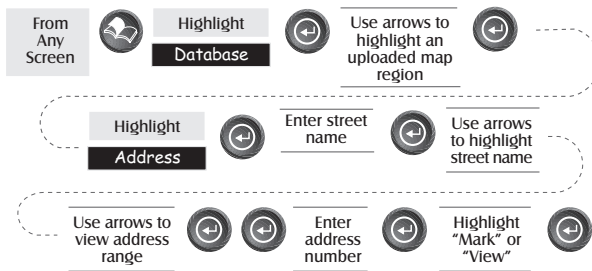 From
Any
Screen
Highlight
Database
Use arrows to
highlight an
uploaded map
region
Highlight
Address
Enter street
name
Use arrows
to highlight
street name
Use arrows to
view address
range
Enter
address
number
Highlight
“Mark” or
“View”